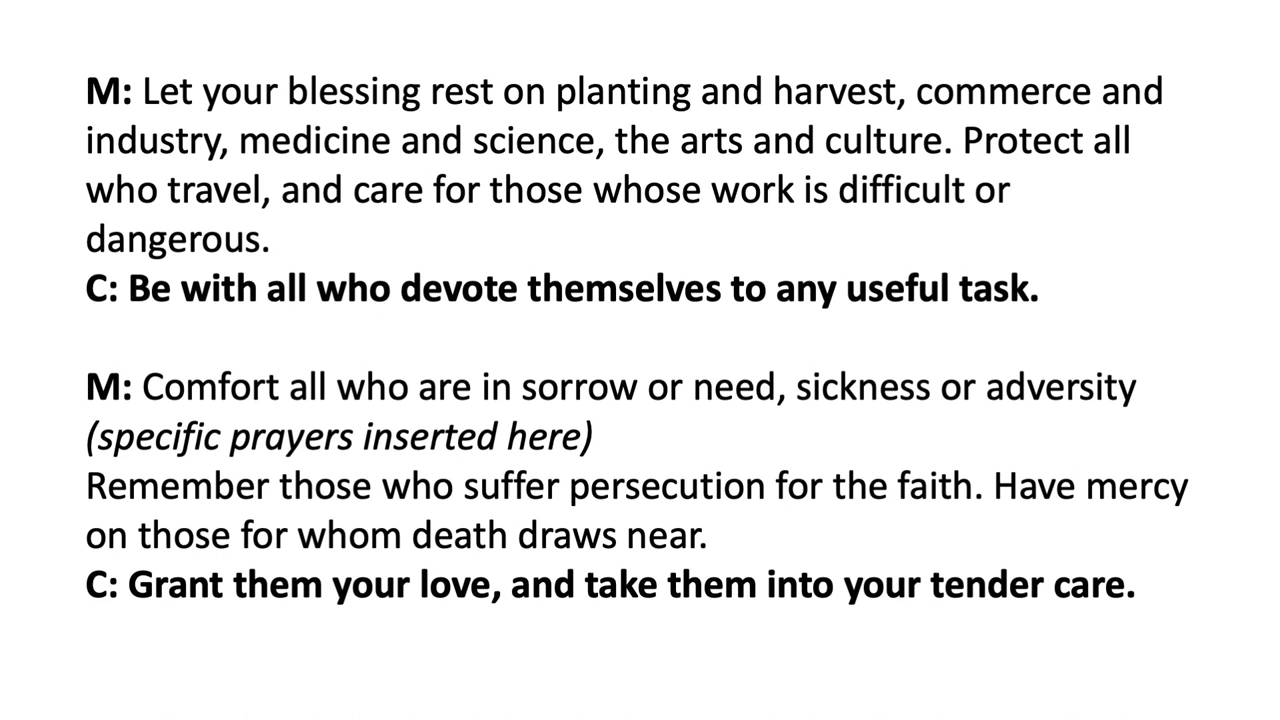 M: Let your blessing rest on planting and harvest, commerce and
industry, medicine and science, the arts and culture. Protect all
who travel, and care for those whose work is difficult or
dangerous.
C: Be with all who devote themselves to any useful task.
M: Comfort all who are in sorrow or need, sickness or adversity
(specific prayers inserted here)
Remember those who suffer persecution for the faith. Have mercy
on those for whom death draws near.
C: Grant them your love, and take them into your tender care.